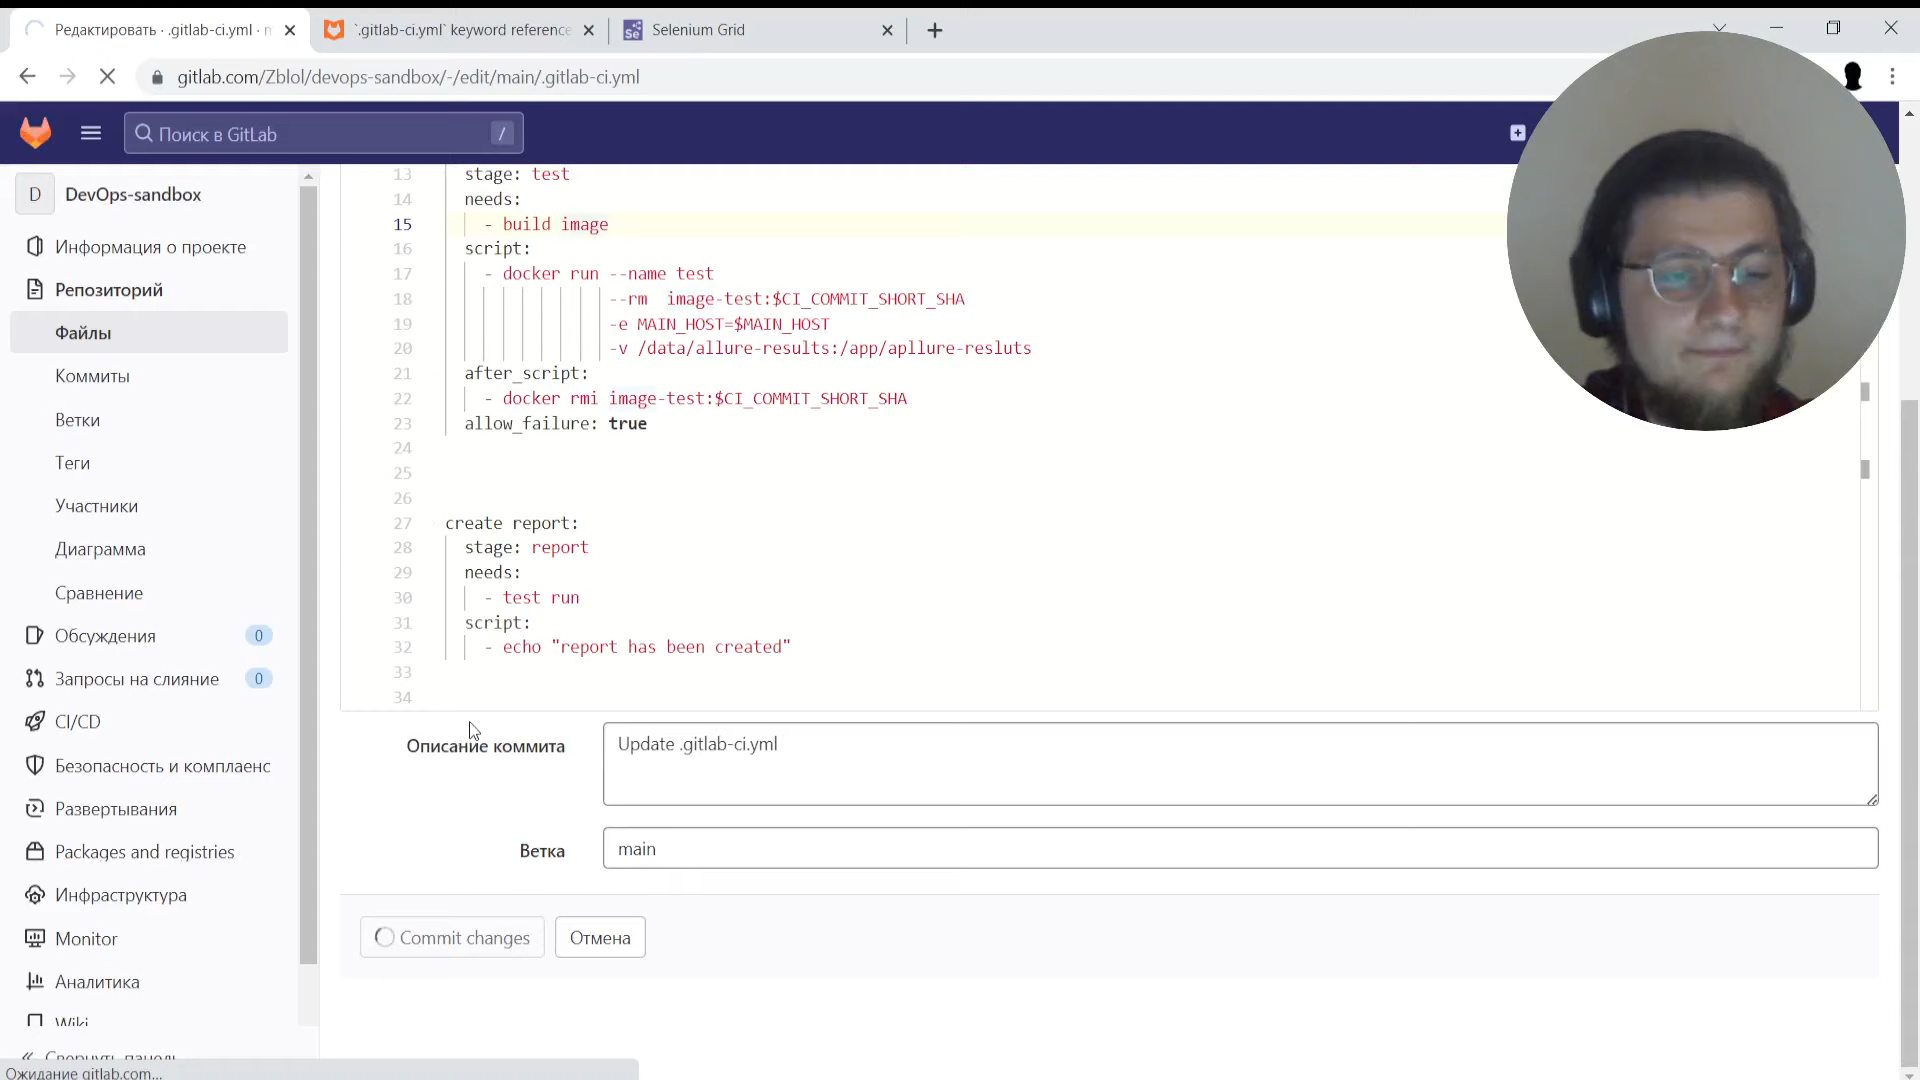 Редактировать · .gitlab-ci.yml ·
`.gitlab-ci.yml` keyword reference
Selenium Grid
gitlab.com/Zblol/devops-sandbox/-/edit/main/.gitlab-ci.yml
Поиск в GitLab
/
D
DevOps-sandbox
Информация о проекте
Репозиторий
Файлы
Коммиты
Ветки
Теги
Участники
Диаграмма
Сравнение
Обсуждения
0
Запросы на слияние
0
CI/CD
Безопасность и комплаенс
Развертывания
Packages and registries
Инфраструктура
Monitor
Аналитика
Wiki
Свернуть панель
Ожидание gitlab.com...
13 stage: test
14 needs:
15 - build image
16 script:
17 - docker run --name test
18 --rm image-test:$CI_COMMIT_SHORT_SHA
19 -e MAIN_HOST=$MAIN_HOST
20 -v /data/allure-results:/app/apllure-resluts
21 after_script:
22 - docker rmi image-test:$CI_COMMIT_SHORT_SHA
23 allow_failure: true
24
25
26
27 create report:
28 stage: report
29 needs:
30 - test run
31 script:
32 - echo "report has been created"
33
34
Описание коммита
Update .gitlab-ci.yml
Ветка
main
Commit changes
Отмена